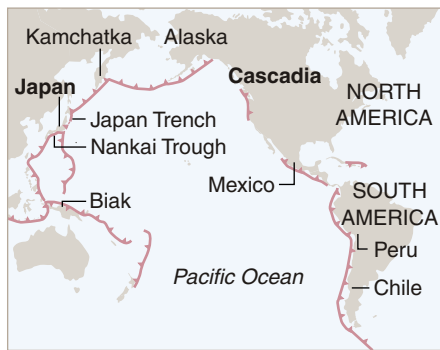 Kamchatka
Alaska
Japan
Cascadia
NORTH
AMERICA
Japan Trench
Nankai Trough
Mexico
SOUTH
AMERICA
Biak
Peru
Pacific Ocean
Chile